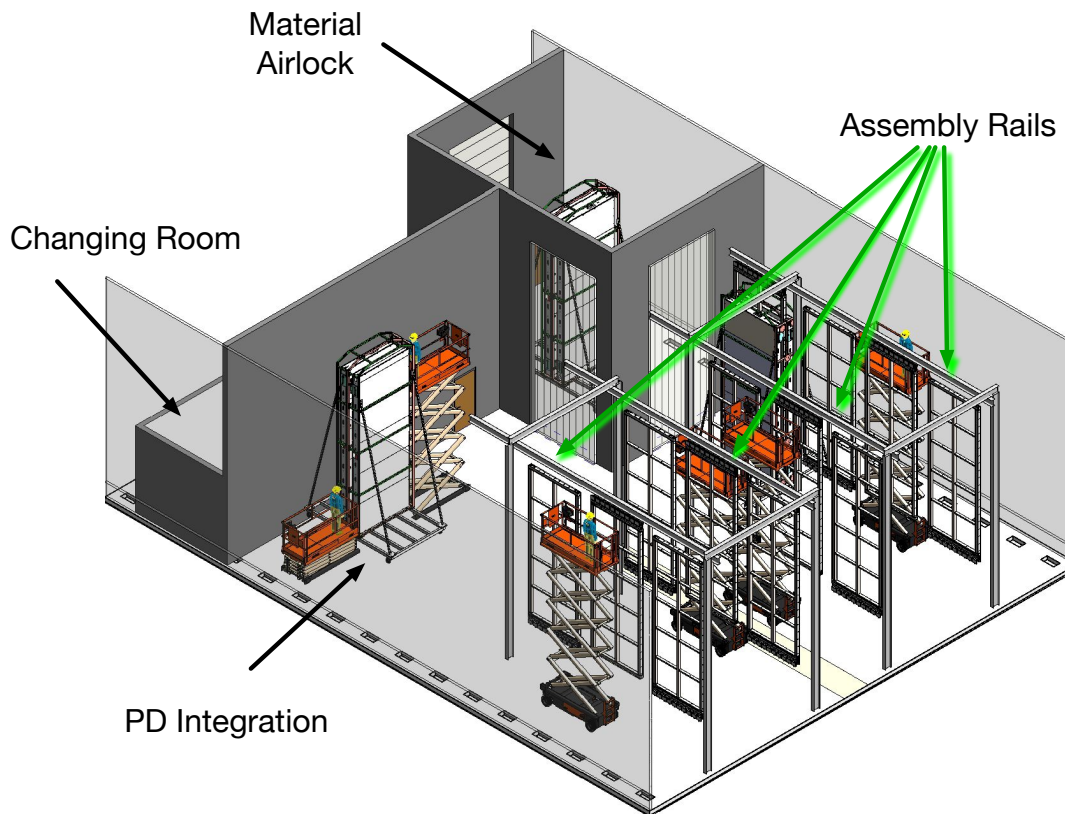 Material
Airlock
Assembly Rails
Changing Room
PD Integration